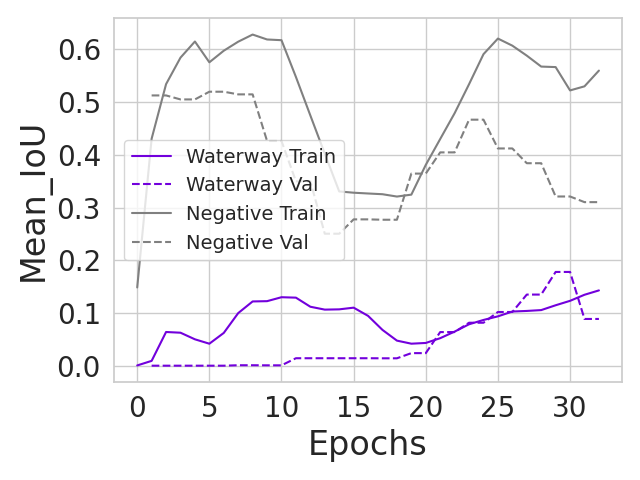 0.6
0.5
0.4
0.3
0.2
0.1
0.0
Mean_IoU
Waterway Train
Waterway Val
Negative Train
Negative Val
0 5 10 15 20 25 30
Epochs